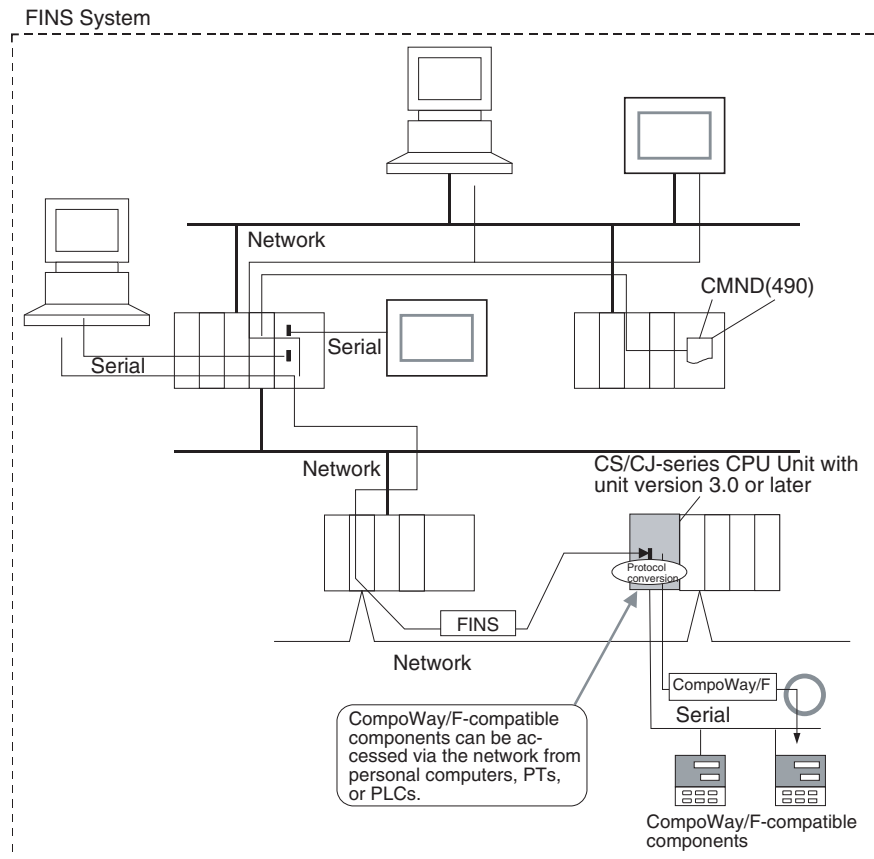 FINS System
Network
CMND(490)
Serial
Serial
Network
CS/CJ-series CPU Unit with
unit version 3.0 or later
Protocol
conversion
FINS
Network
CompoWay/F
Serial
CompoWay/F-compatible
components can be ac-
cessed via the network from
personal computers, PTs,
or PLCs.
CompoWay/F-compatible
components